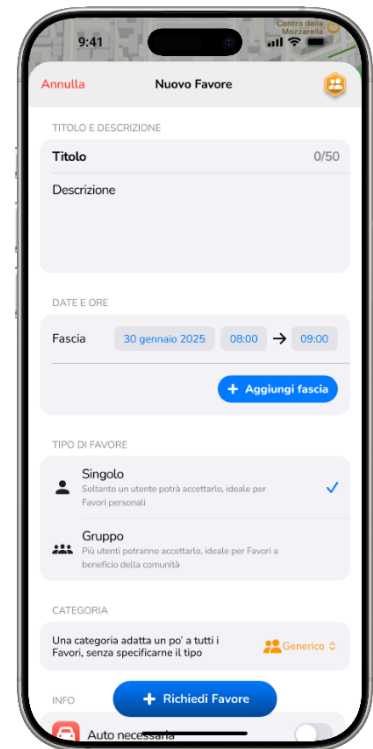 Centro della
Mozzarella
9:41
Annulla
Nuovo Favore
TITOLO E DESCRIZIONE
Titolo
0/50
Descrizione
DATE E ORE
Fascia
30 gennaio 2025
08:00
→
09:00
+ Aggiungi fascia
TIPO DI FAVORE
Singolo
Soltanto un utente potrà accettarlo, ideale per
Favori personali
Gruppo
Più utenti potranno accettarlo, ideale per Favori a
beneficio della comunità
CATEGORIA
Una categoria adatta un po' a tutti i
Favori, senza specificarne il tipo
Generico
INFO
+ Richiedi Favore
Auto necessaria